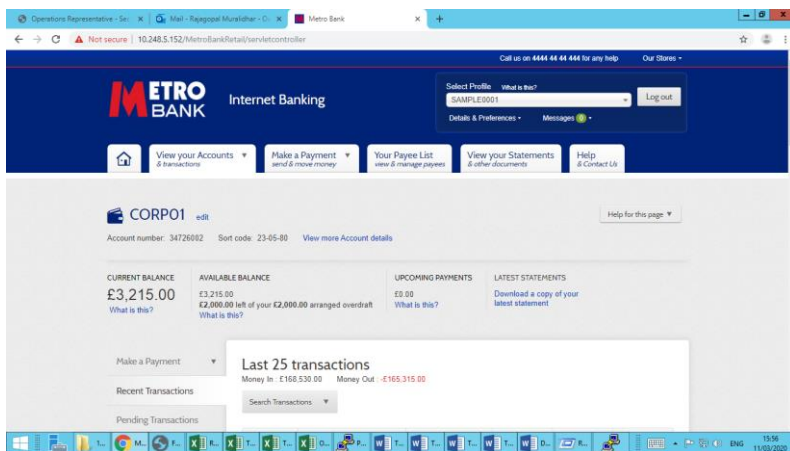 Operations Representative - Sec
Mail - Rajagopal Muralidhar - O
Metro Bank
Not secure | 10.248.5.152/MetroBankRetail/servletcontroller
Call us on 4444 44 44 444 for any help Our Stores
METRO BANK
Internet Banking
Select Profile What is this?
SAMPLE0001
Log out
Details & Preferences Messages 0
View your Accounts & transactions
Make a Payment send & move money
Your Payee List view & manage payees
View your Statements & other documents
Help & Contact Us
CORP01 edit
Help for this page
Account number: 34726082 Sort code: 23-05-80 View more Account details
CURRENT BALANCE
£3,215.00
What is this?
AVAILABLE BALANCE
£3,215.00
£2,000.00 left of your £2,000.00 arranged overdraft
What is this?
UPCOMING PAYMENTS
£0.00
What is this?
LATEST STATEMENTS
Download a copy of your
latest statement
Make a Payment
Recent Transactions
Pending Transactions
Last 25 transactions
Money In : £168,530.00 Money Out : -£165,315.00
Search Transactions
1... M... F... R... T... T... O... P... T... T... T... T... D... R...
ENG
15:56
11/03/2020